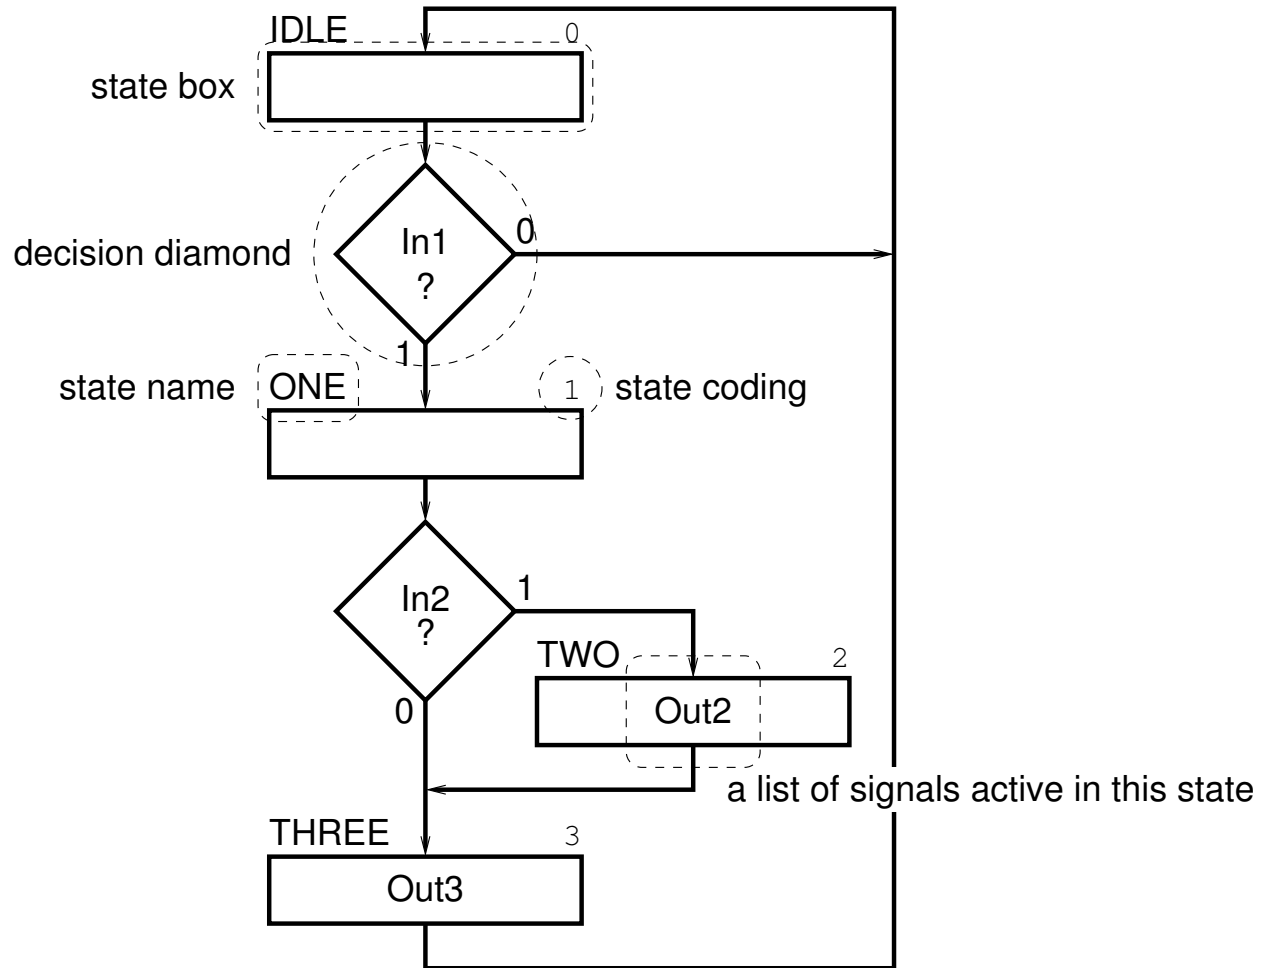 IDLE 0
state box
In1
?
0
decision diamond
1
state name ONE 1 state coding
In2
?
1
TWO 2
0
Out2
a list of signals active in this state
THREE 3
Out3